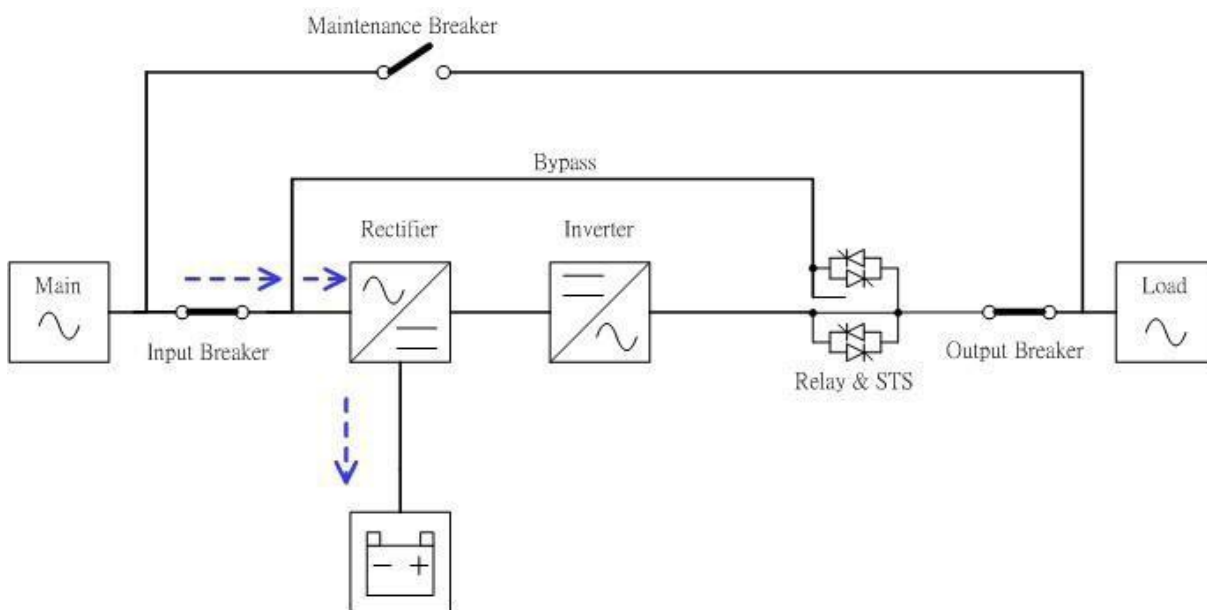 Maintenance Breaker
Bypass
Rectifier
Inverter
Main
Load
Input Breaker
Output Breaker
Relay & STS
- +